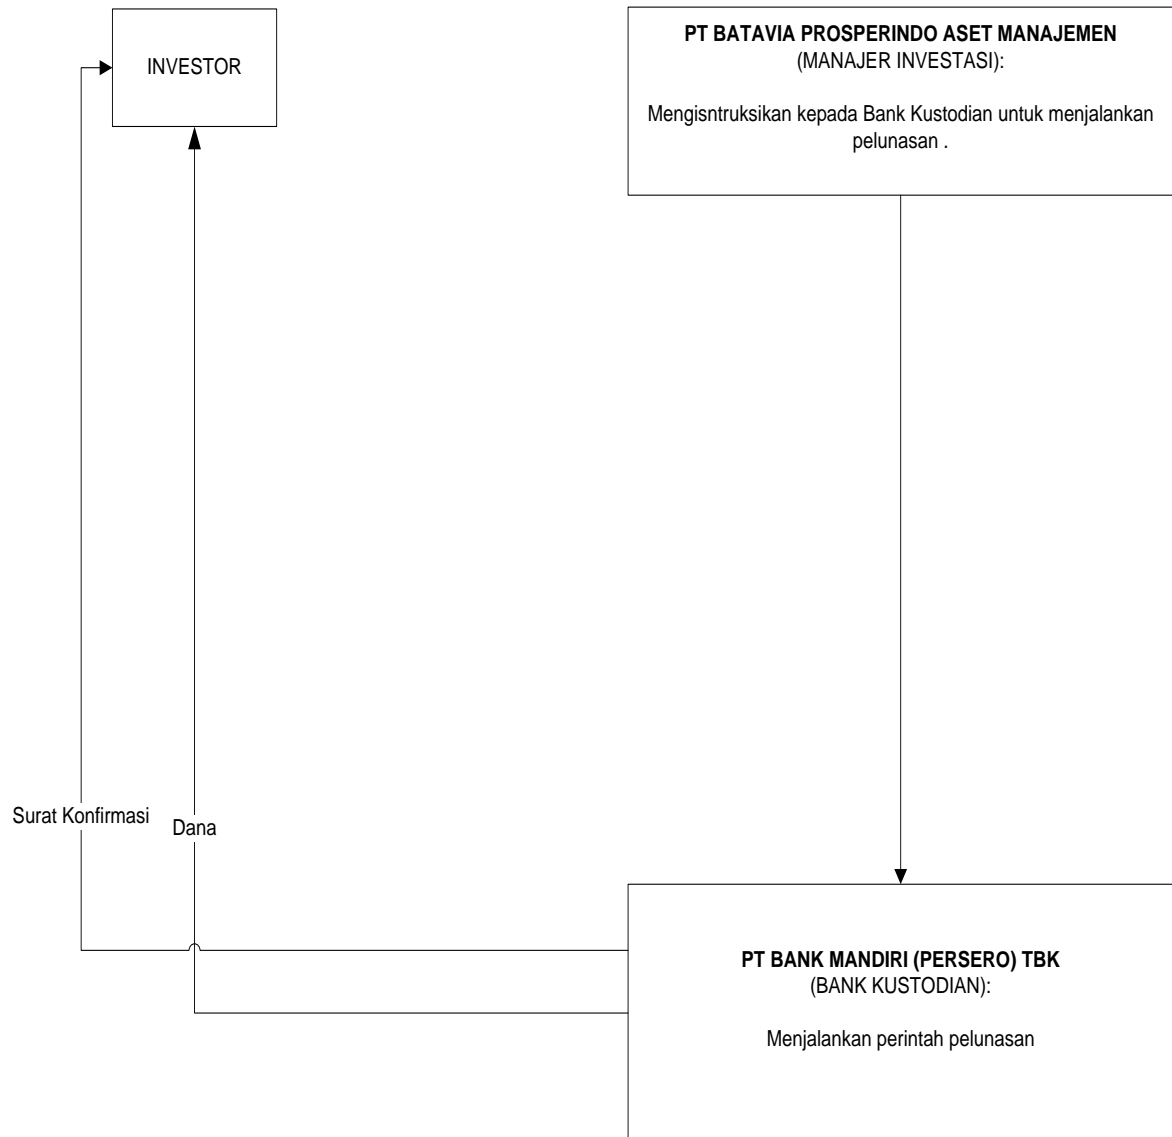 INVESTOR
PT BATAVIA PROSPERINDO ASET MANAJEMEN
(MANAJER INVESTASI):
Mengisntruksikan kepada Bank Kustodian untuk menjalankan
pelunasan .
Surat Konfirmasi
Dana
PT BANK MANDIRI (PERSERO) TBK
(BANK KUSTODIAN):
Menjalankan perintah pelunasan